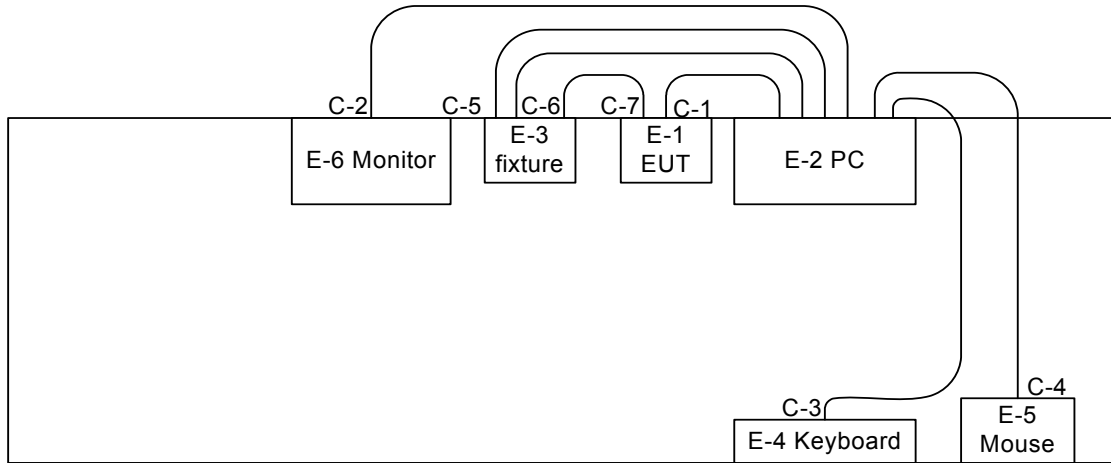 C-2
C-5
C-6
C-7
C-1
E-6 Monitor
E-3
fixture
E-1
EUT
E-2 PC
C-3
C-4
E-4 Keyboard
E-5
Mouse